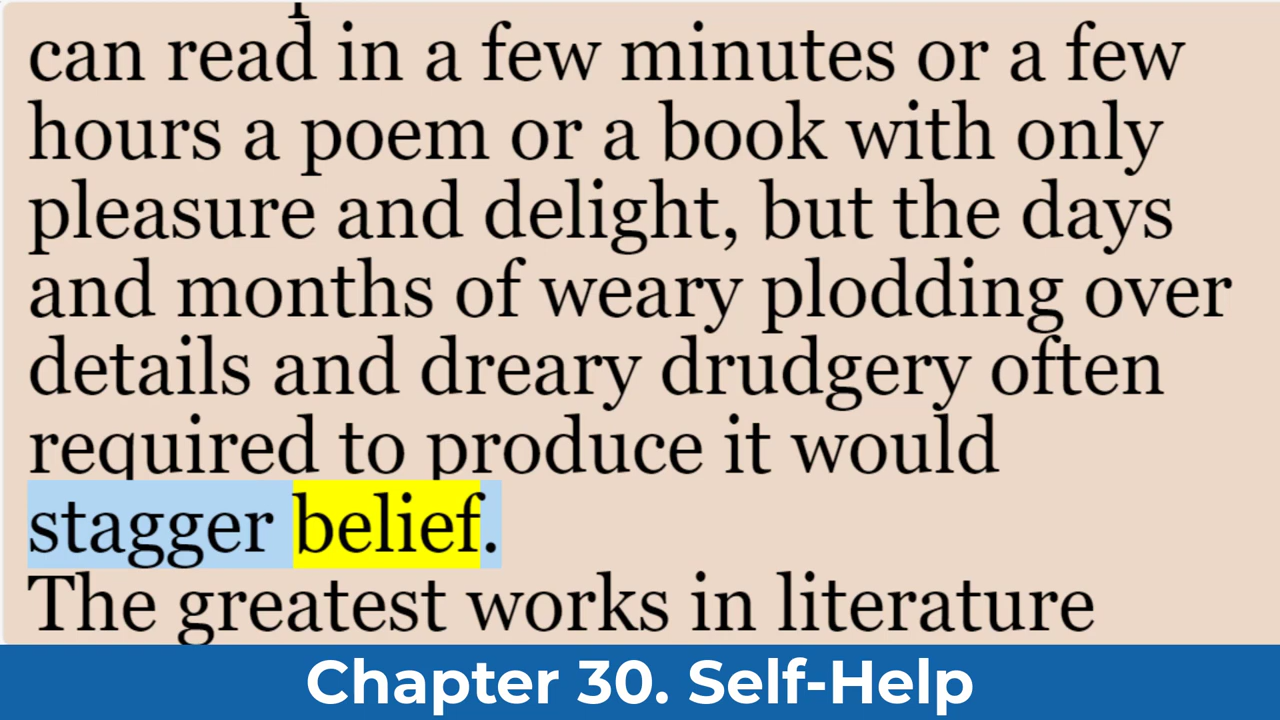 can read in a few minutes or a few
hours a poem or a book with only
pleasure and delight, but the days
and months of weary plodding over
details and dreary drudgery often
required to produce it would
stagger belief.
The greatest works in literature
Chapter 30. Self-Help